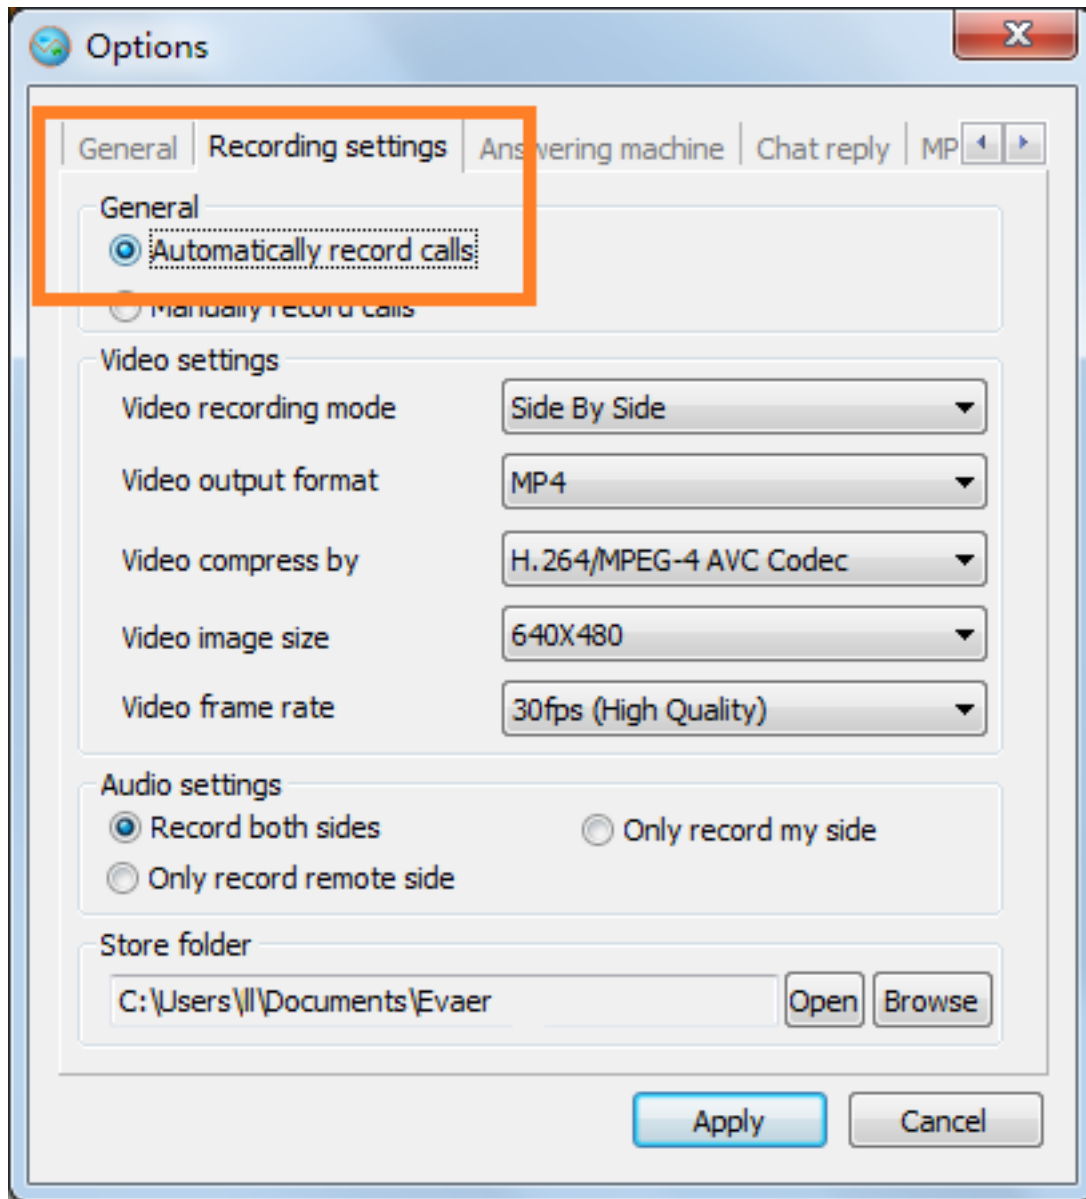 Options
General Recording settings Answering machine Chat reply MP
General
Automatically record calls
Manually record calls
Video settings
Video recording mode Side By Side
Video output format MP4
Video compress by H.264/MPEG-4 AVC Codec
Video image size 640X480
Video frame rate 30fps (High Quality)
Audio settings
Record both sides Only record my side
Only record remote side
Store folder
C:\Users\ll\Documents\Evaer Open Browse
Apply Cancel